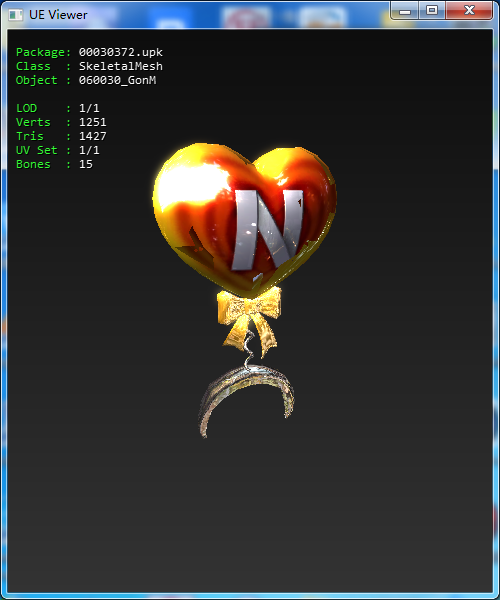 UE Viewer
Package: 00030372.upk
Class : SkeletalMesh
Object : 060030_GonM
LOD : 1/1
Verts : 1251
Tris : 1427
UV Set : 1/1
Bones : 15
N